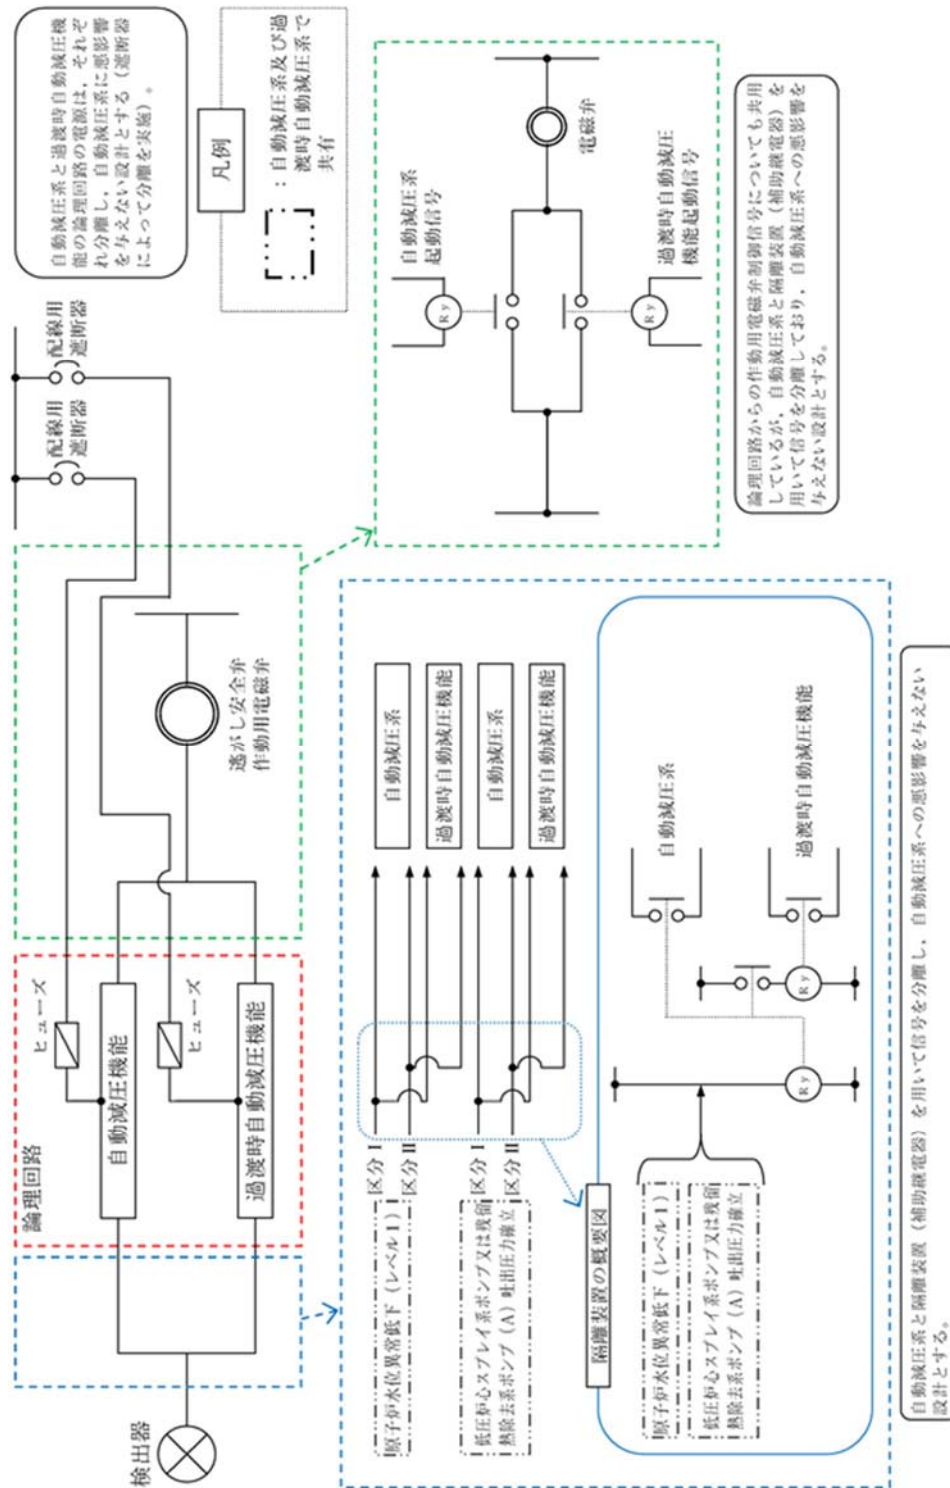 検出器
論理回路
ヒューズ
自動減圧機能
ヒューズ
過渡時自動減圧機能
逃がし安全弁
作動用電磁弁
配線用
遮断器
配線用
遮断器
自動減圧系と過渡時自動減圧機
能の論理回路の電源は，それぞ
れ分離し，自動減圧系に悪影響
を与えない設計とする（遮断器
によって分離を実施）。
凡例
：自動減圧系及び過
渡時自動減圧系で
共有
原子炉水位異常低下（レベル1）
区分Ⅰ
区分Ⅱ
低圧炉心スプレイ系ポンプ又は残留
熱除去系ポンプ（A）吐出圧力確立
区分Ⅰ
区分Ⅱ
自動減圧系
過渡時自動減圧機能
自動減圧系
過渡時自動減圧機能
隔離装置の概要図
原子炉水位異常低下（レベル1）
低圧炉心スプレイ系ポンプ又は残留
熱除去系ポンプ（A）吐出圧力確立
Ry
Ry
自動減圧系
過渡時自動減圧機能
自動減圧系
起動信号
Ry
電磁弁
Ry
過渡時自動減圧
機能起動信号
論理回路からの作動用電磁弁制御信号についても共用
しているが，自動減圧系と隔離装置（補助継電器）を
用いて信号を分離しており，自動減圧系への悪影響を
与えない設計とする。
自動減圧系と隔離装置（補助継電器）を用いて信号を分離し，自動減圧系への悪影響を与えない
設計とする。